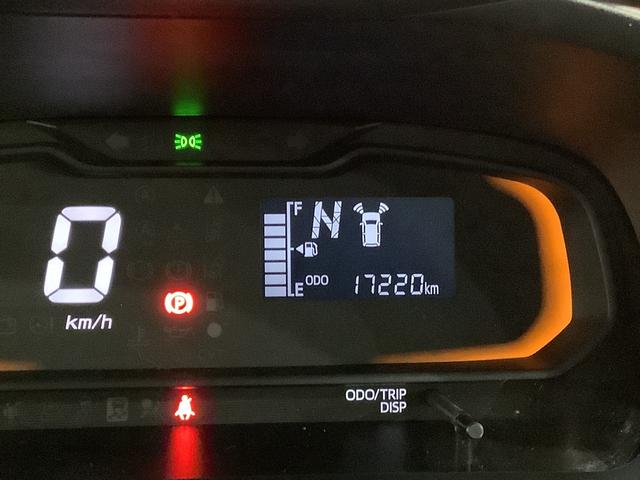 0
km/h
F
N
E
ODO 17220km
P
ODO/TRIP
DISP